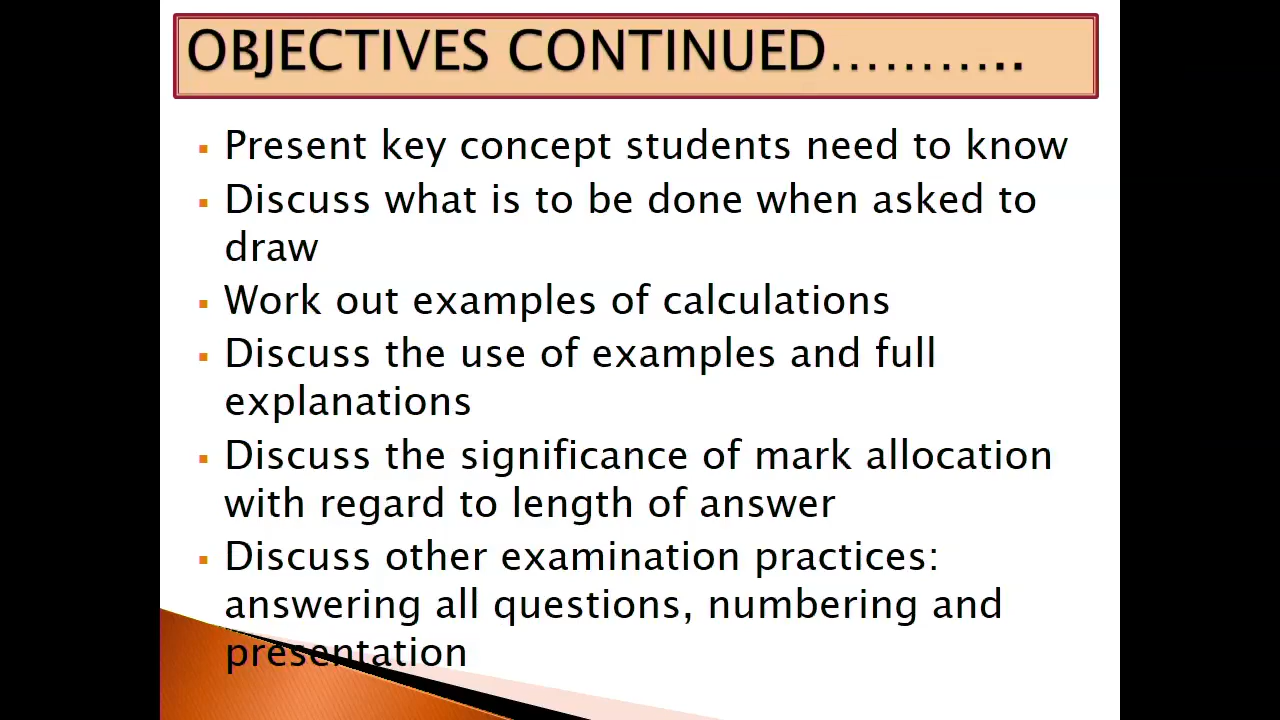 OBJECTIVES CONTINUED………..
▪ Present key concept students need to know
▪ Discuss what is to be done when asked to
draw
▪ Work out examples of calculations
▪ Discuss the use of examples and full
explanations
▪ Discuss the significance of mark allocation
with regard to length of answer
▪ Discuss other examination practices:
answering all questions, numbering and
presentation